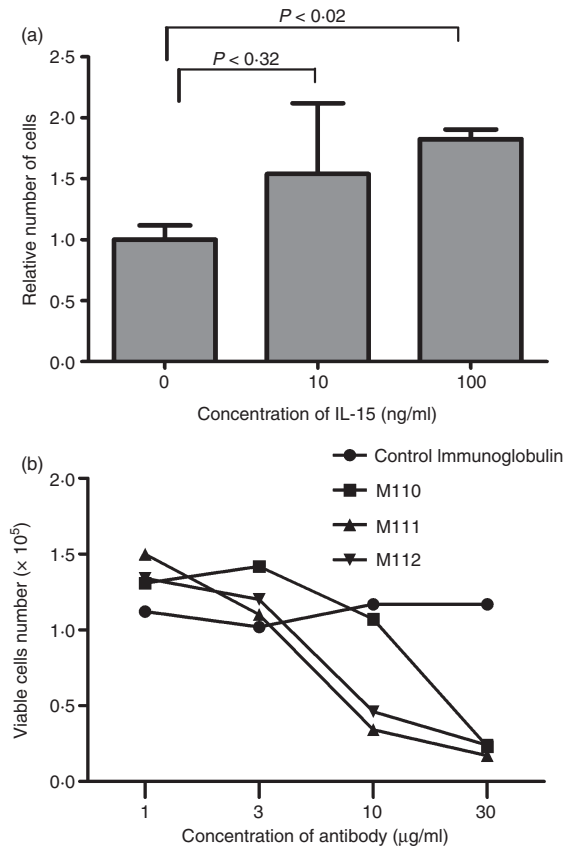 (a)
P < 0·02
P < 0·32
2·5
2·0
1·5
1·0
0·5
0·0
Relative number of cells
0 10 100
Concentration of IL-15 (ng/ml)
(b)
Control Immunoglobulin
M110
M111
M112
2·0
1·5
1·0
0·5
0·0
Viable cells number (× 10⁵)
1 3 10 30
Concentration of antibody (μg/ml)